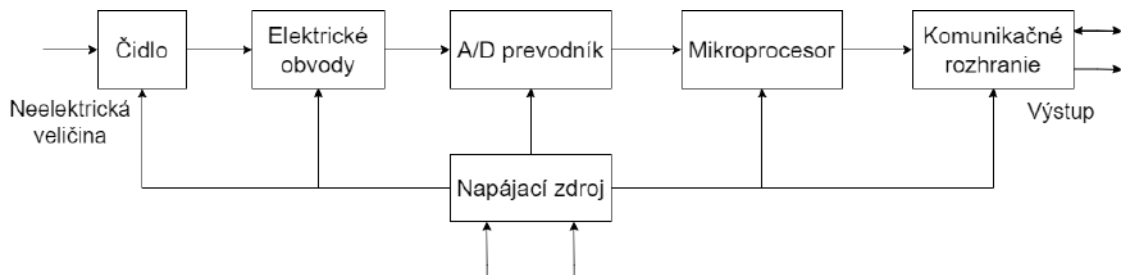 Čidlo
Elektrické
obvody
A/D prevodník
Mikroprocesor
Komunikačné
rozhranie
Neelektrická
veličina
Výstup
Napájací zdroj